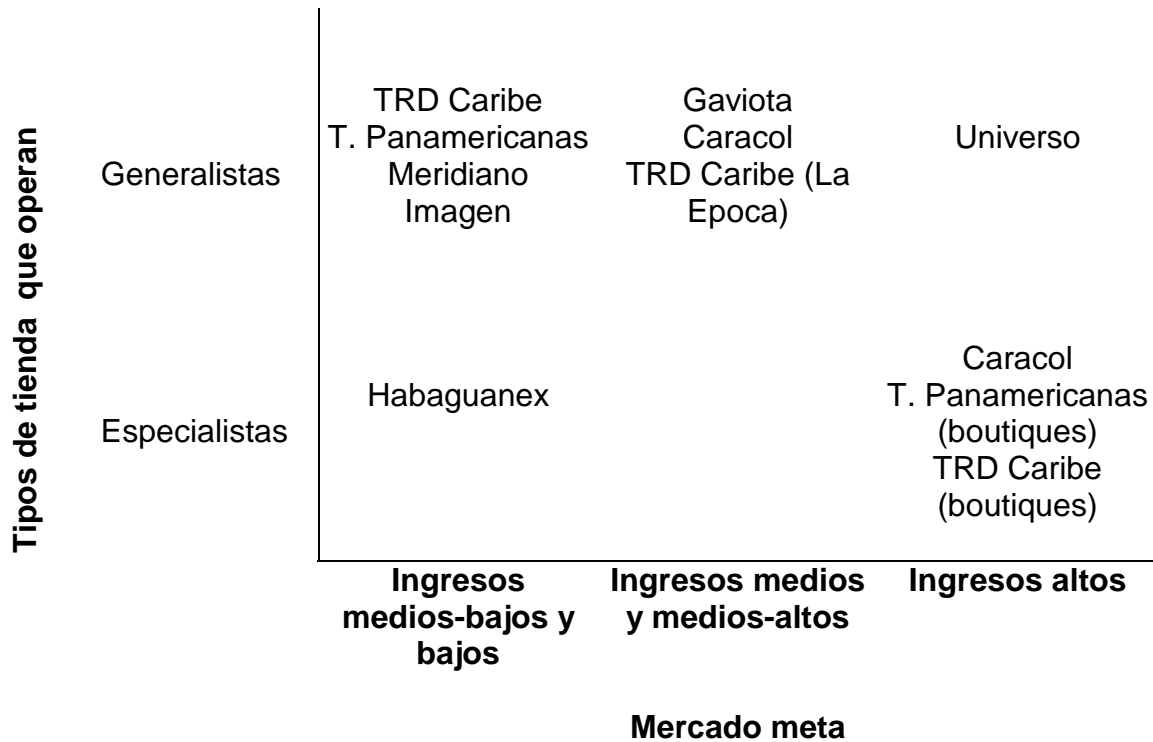 Tipos de tienda que operan
Generalistas
TRD Caribe
T. Panamericanas
Meridiano
Imagen
Gaviota
Caracol
TRD Caribe (La
Epoca)
Universo
Especialistas
Habaguanex
Caracol
T. Panamericanas
(boutiques)
TRD Caribe
(boutiques)
Ingresos
medios-bajos y
bajos
Ingresos medios
y medios-altos
Ingresos altos
Mercado meta